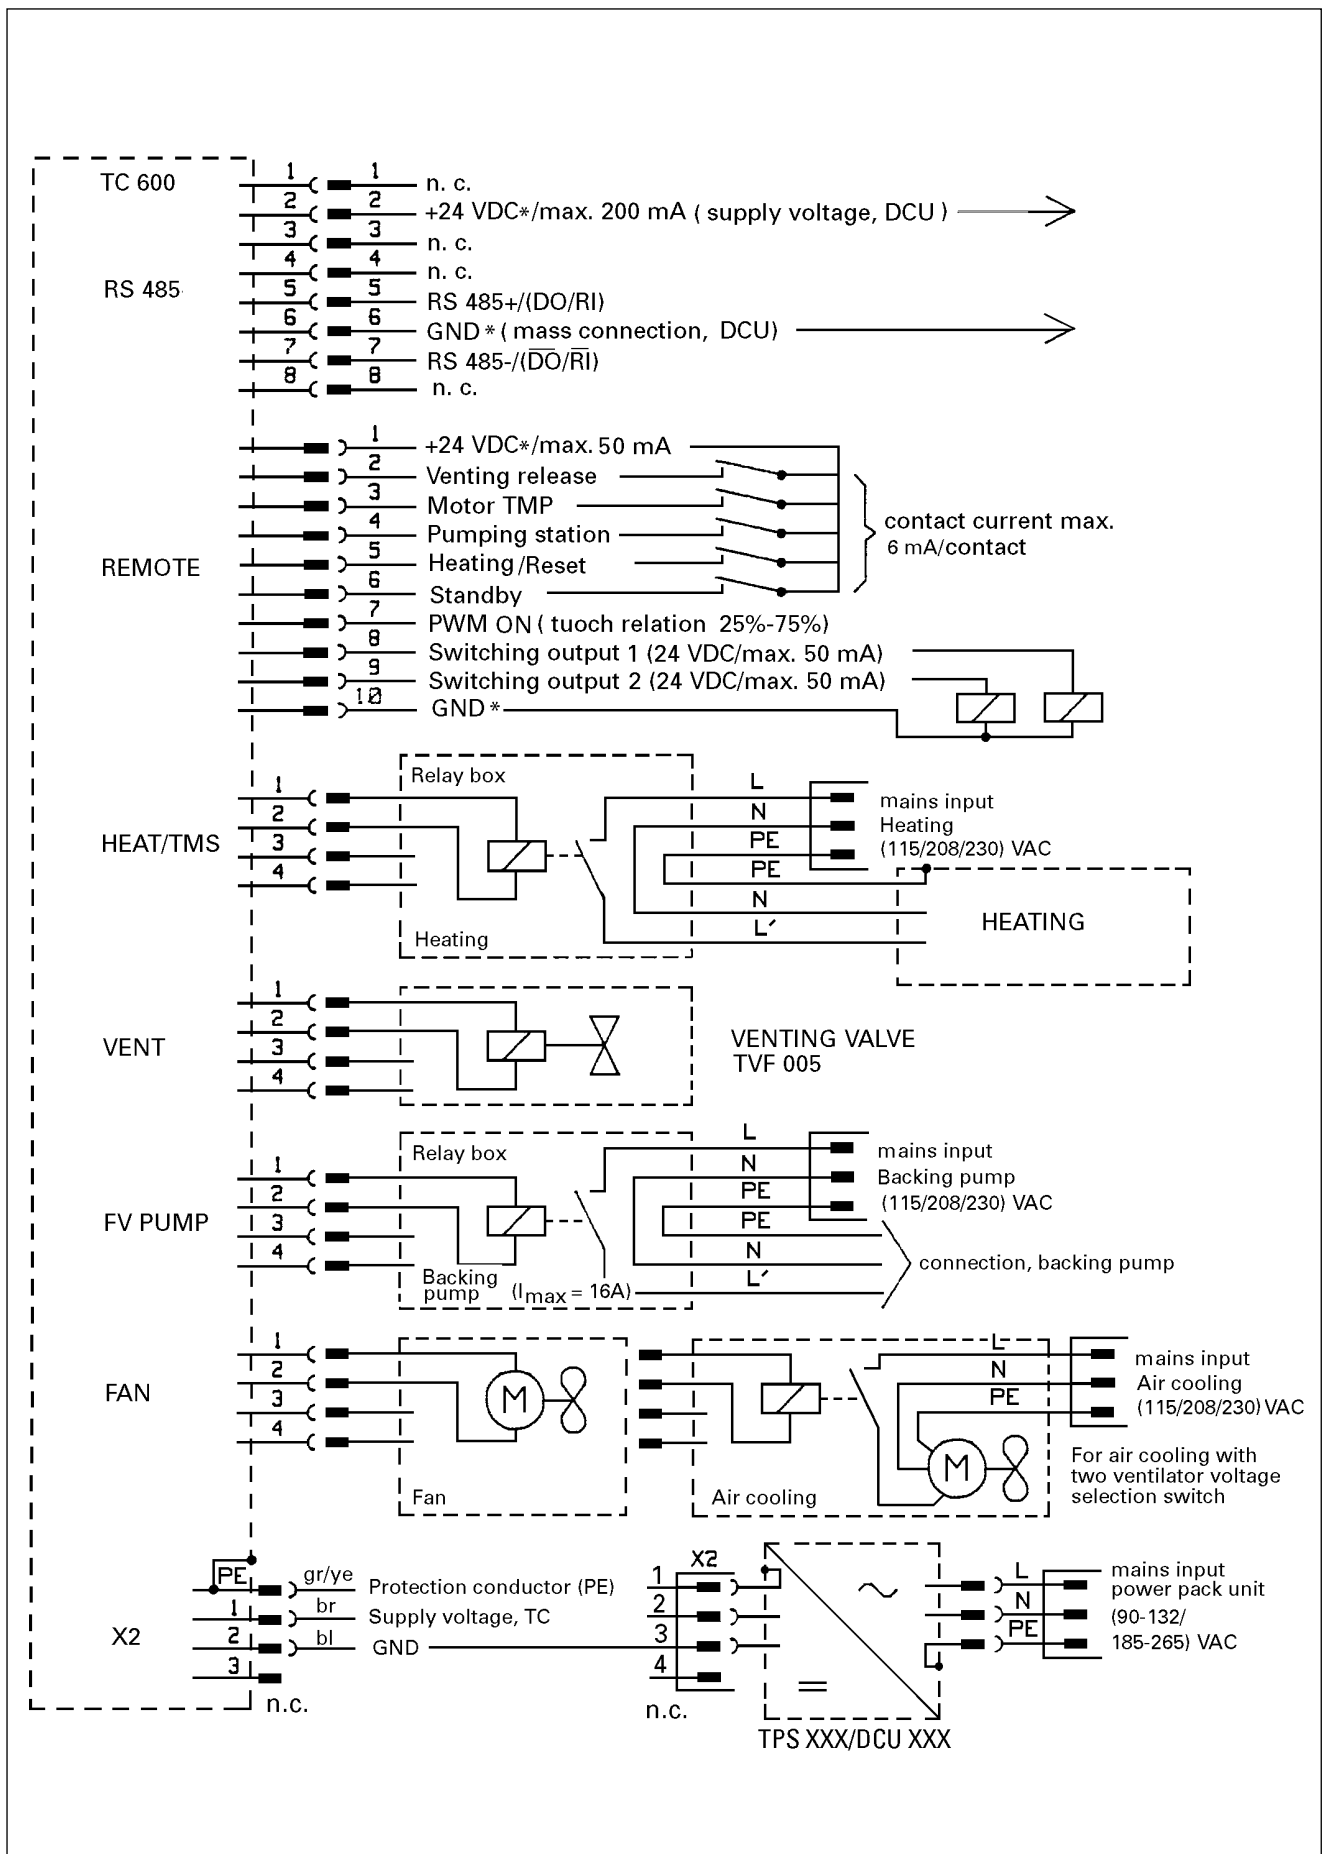 TC 600
1 1 n. c.
2 2 +24 VDC*/max. 200 mA ( supply voltage, DCU )
3 3 n. c.
4 4 n. c.
RS 485
5 5 RS 485+/(DO/RI)
6 6 GND * ( mass connection, DCU)
7 7 RS 485-/(D̅O̅/R̅I̅)
8 8 n. c.
REMOTE
1 +24 VDC*/max. 50 mA
2 Venting release
3 Motor TMP
4 Pumping station
5 Heating/Reset
6 Standby
contact current max.
6 mA/contact
7 PWM ON ( tuoch relation 25%-75%)
8 Switching output 1 (24 VDC/max. 50 mA)
9 Switching output 2 (24 VDC/max. 50 mA)
10 GND *
HEAT/TMS
1
2
3
4
Relay box
Heating
L
N
PE
PE
N
L′
mains input
Heating
(115/208/230) VAC
HEATING
VENT
1
2
3
4
VENTING VALVE
TVF 005
FV PUMP
1
2
3
4
Relay box
Backing
pump
(Imax = 16A)
L
N
PE
PE
N
L′
mains input
Backing pump
(115/208/230) VAC
connection, backing pump
FAN
1
2
3
4
M
Fan
Air cooling
M
L
N
PE
mains input
Air cooling
(115/208/230) VAC
For air cooling with
two ventilator voltage
selection switch
X2
PE gr/ye Protection conductor (PE)
1 br Supply voltage, TC
2 bl GND
3
n.c.
X2
1
2
3
4
n.c.
TPS XXX/DCU XXX
L
N
PE
mains input
power pack unit
(90-132/
185-265) VAC